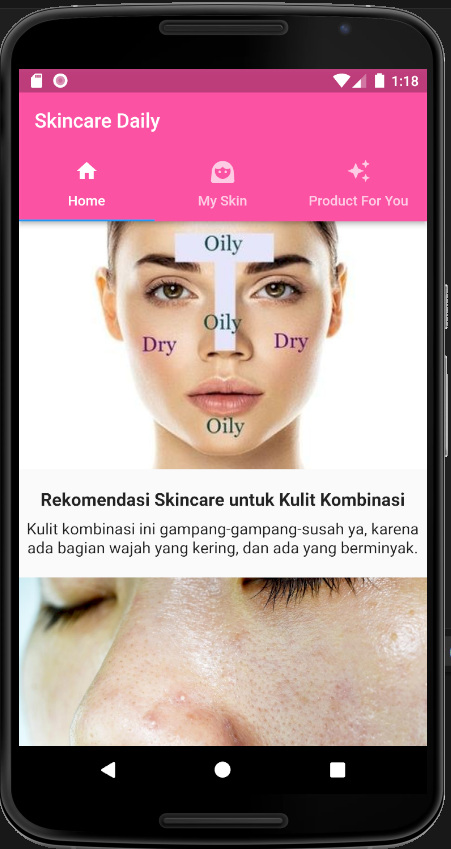 1:18
Skincare Daily
Home
My Skin
Product For You
Oily
Oily
Dry
Dry
Oily
Rekomendasi Skincare untuk Kulit Kombinasi
Kulit kombinasi ini gampang-gampang-susah ya, karena
ada bagian wajah yang kering, dan ada yang berminyak.